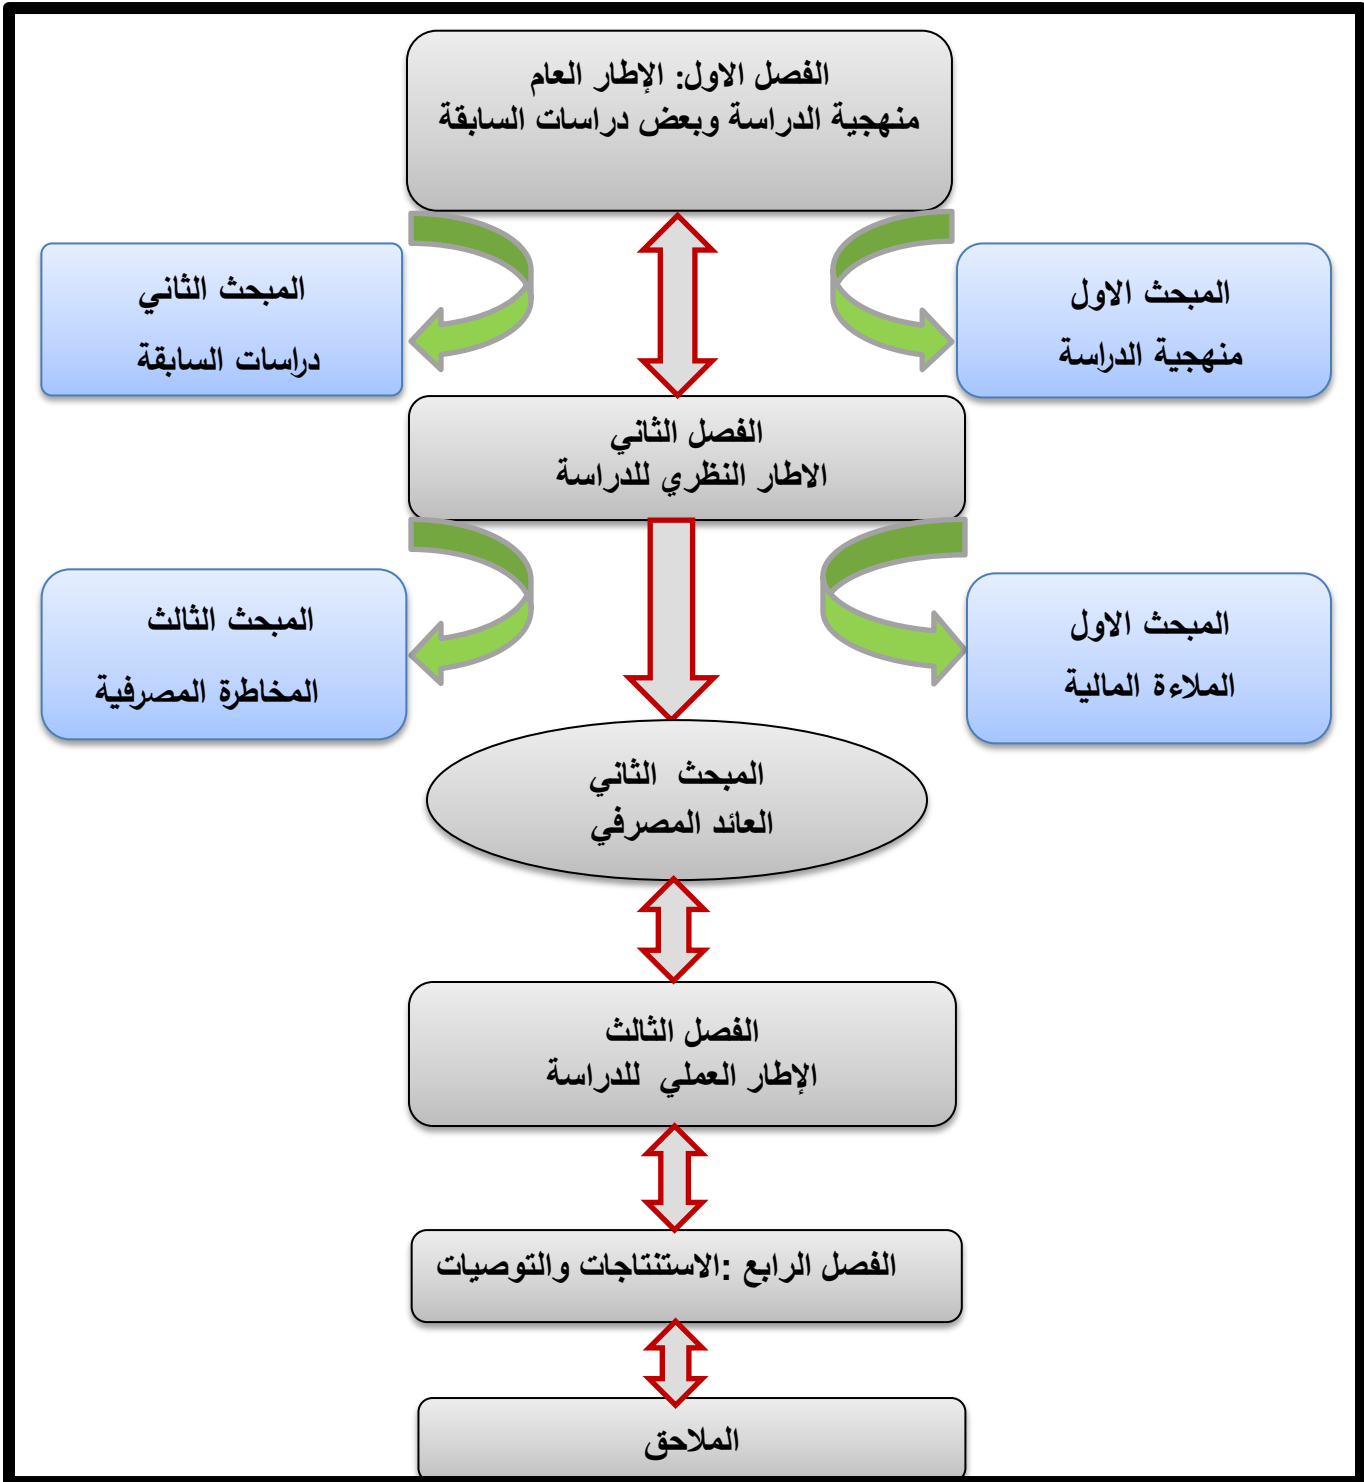 الفصل الاول: الإطار العام
منهجية الدراسة وبعض دراسات السابقة
المبحث الاول
منهجية الدراسة
المبحث الثاني
دراسات السابقة
الفصل الثاني
الاطار النظري للدراسة
المبحث الاول
الملاءة المالية
المبحث الثالث
المخاطرة المصرفية
المبحث الثاني
العائد المصرفي
الفصل الثالث
الإطار العملي للدراسة
الفصل الرابع :الاستنتاجات والتوصيات
الملاحق